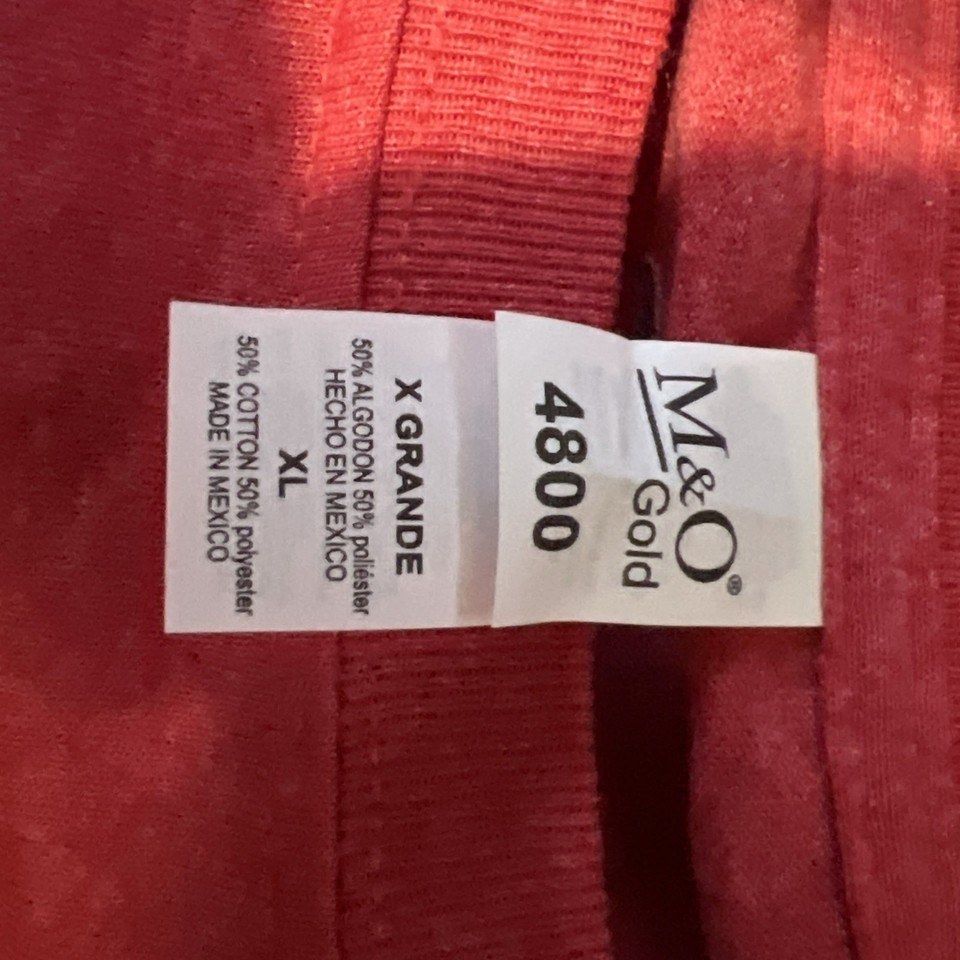 M&O®
Gold
4800
X GRANDE
50% ALGODON 50% poliéster
HECHO EN MEXICO
XL
50% COTTON 50% polyester
MADE IN MEXICO